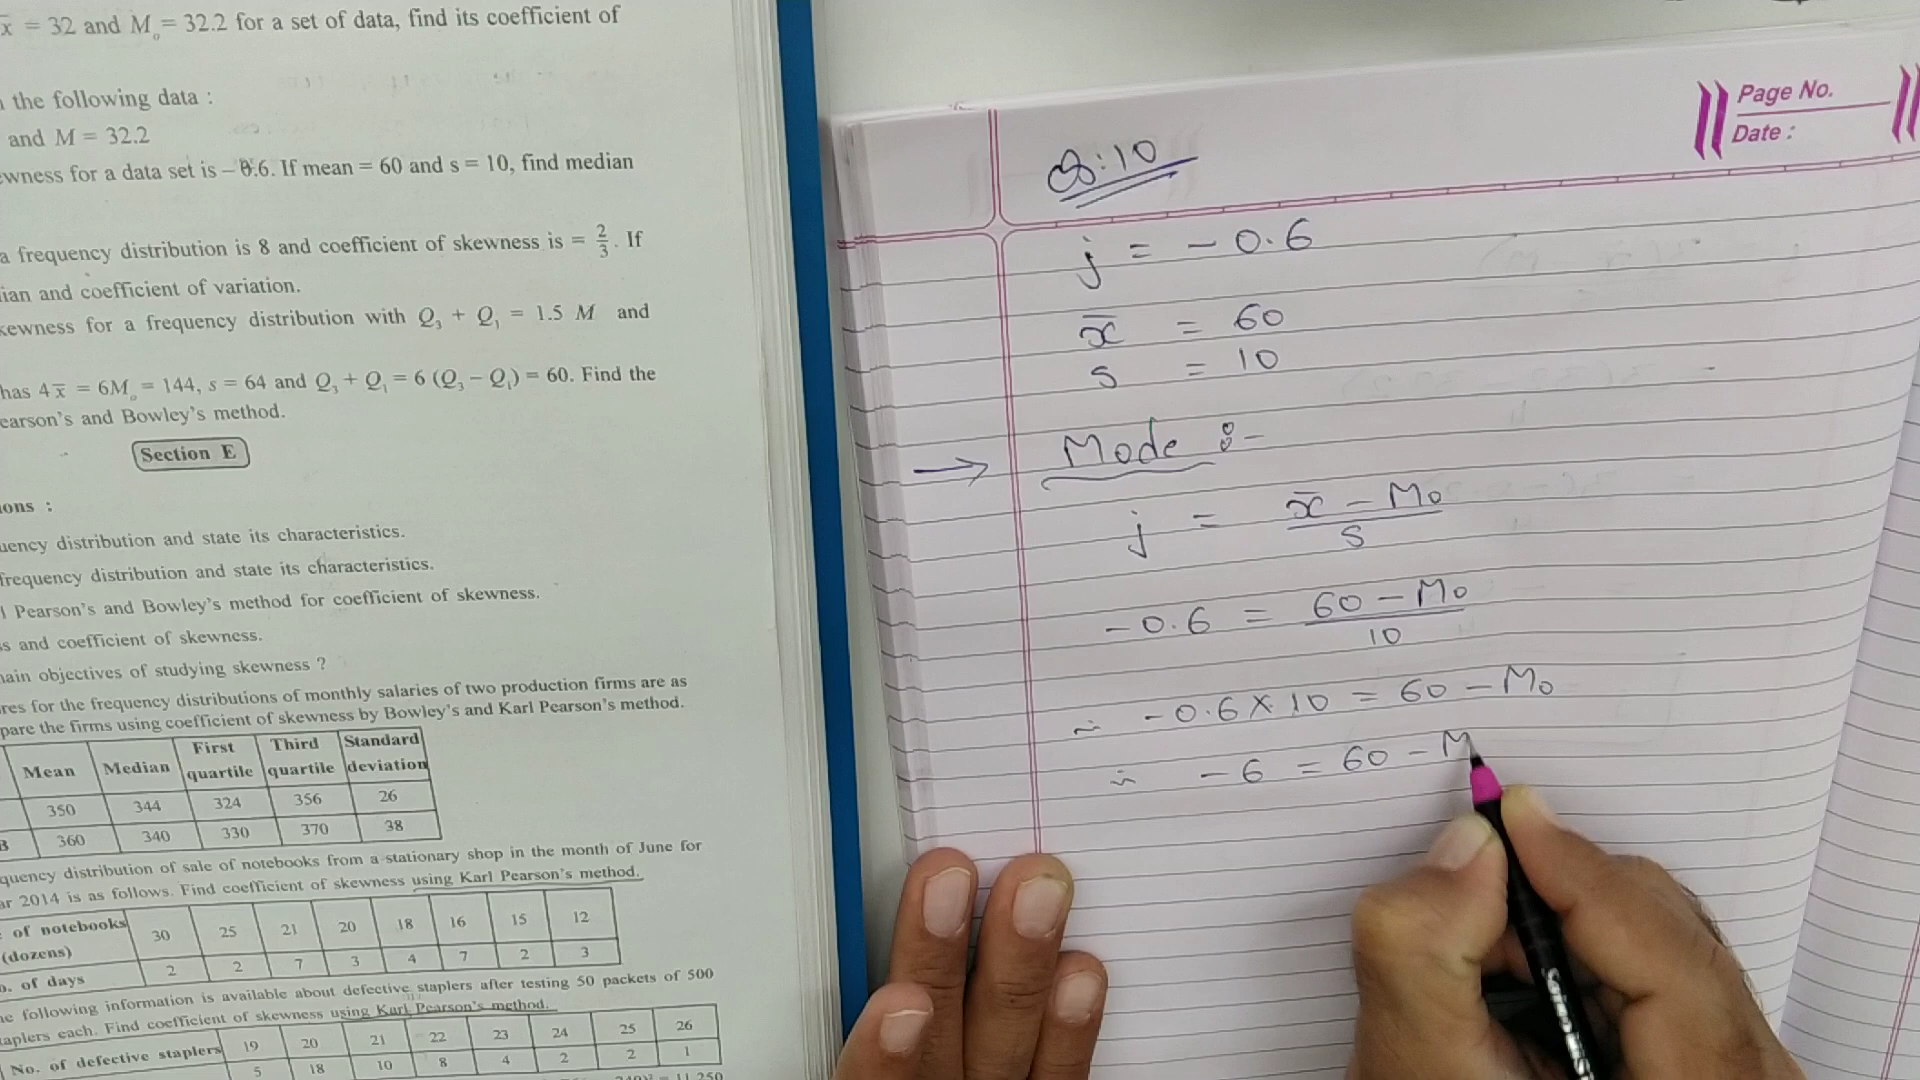 x̄ = 32 and Mₒ = 32.2 for a set of data, find its coefficient of
the following data :
and M = 32.2
wness for a data set is – 0.6. If mean = 60 and s = 10, find median
a frequency distribution is 8 and coefficient of skewness is = 2/3. If
ian and coefficient of variation.
kewness for a frequency distribution with Q₃ + Q₁ = 1.5 M and
has 4x̄ = 6Mₒ = 144, s = 64 and Q₃ + Q₁ = 6 (Q₃ – Q₁) = 60. Find the
earson's and Bowley's method.
Section E
ons :
uency distribution and state its characteristics.
frequency distribution and state its characteristics.
l Pearson's and Bowley's method for coefficient of skewness.
s and coefficient of skewness.
ain objectives of studying skewness ?
res for the frequency distributions of monthly salaries of two production firms are as
pare the firms using coefficient of skewness by Bowley's and Karl Pearson's method.
Mean Median First quartile Third quartile Standard deviation
350 344 324 356 26
B 360 340 330 370 38
quency distribution of sale of notebooks from a stationary shop in the month of June for
ar 2014 is as follows. Find coefficient of skewness using Karl Pearson's method.
of notebooks (dozens) 30 25 21 20 18 16 15 12
o. of days 2 2 7 3 4 7 2 3
he following information is available about defective staplers after testing 50 packets of 500
taplers each. Find coefficient of skewness using Karl Pearson's method.
No. of defective staplers 19 20 21 22 23 24 25 26
5 18 10 8 4 2 2 1
Page No.
Date :
Q:10
j = - 0.6
x̄ = 60
s = 10
→ Mode :-
j = x̄ - Mo / s
-0.6 = 60 - Mo / 10
∴ -0.6 × 10 = 60 - Mo
∴ -6 = 60 - M